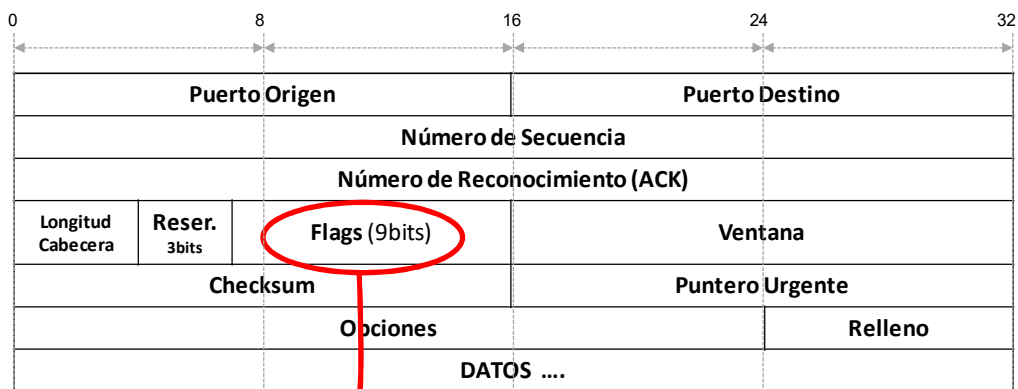 0 8 16 24 32
Puerto Origen Puerto Destino
Número de Secuencia
Número de Reconocimiento (ACK)
Longitud Cabecera Reser. 3bits Flags (9bits) Ventana
Checksum Puntero Urgente
Opciones Relleno
DATOS ....